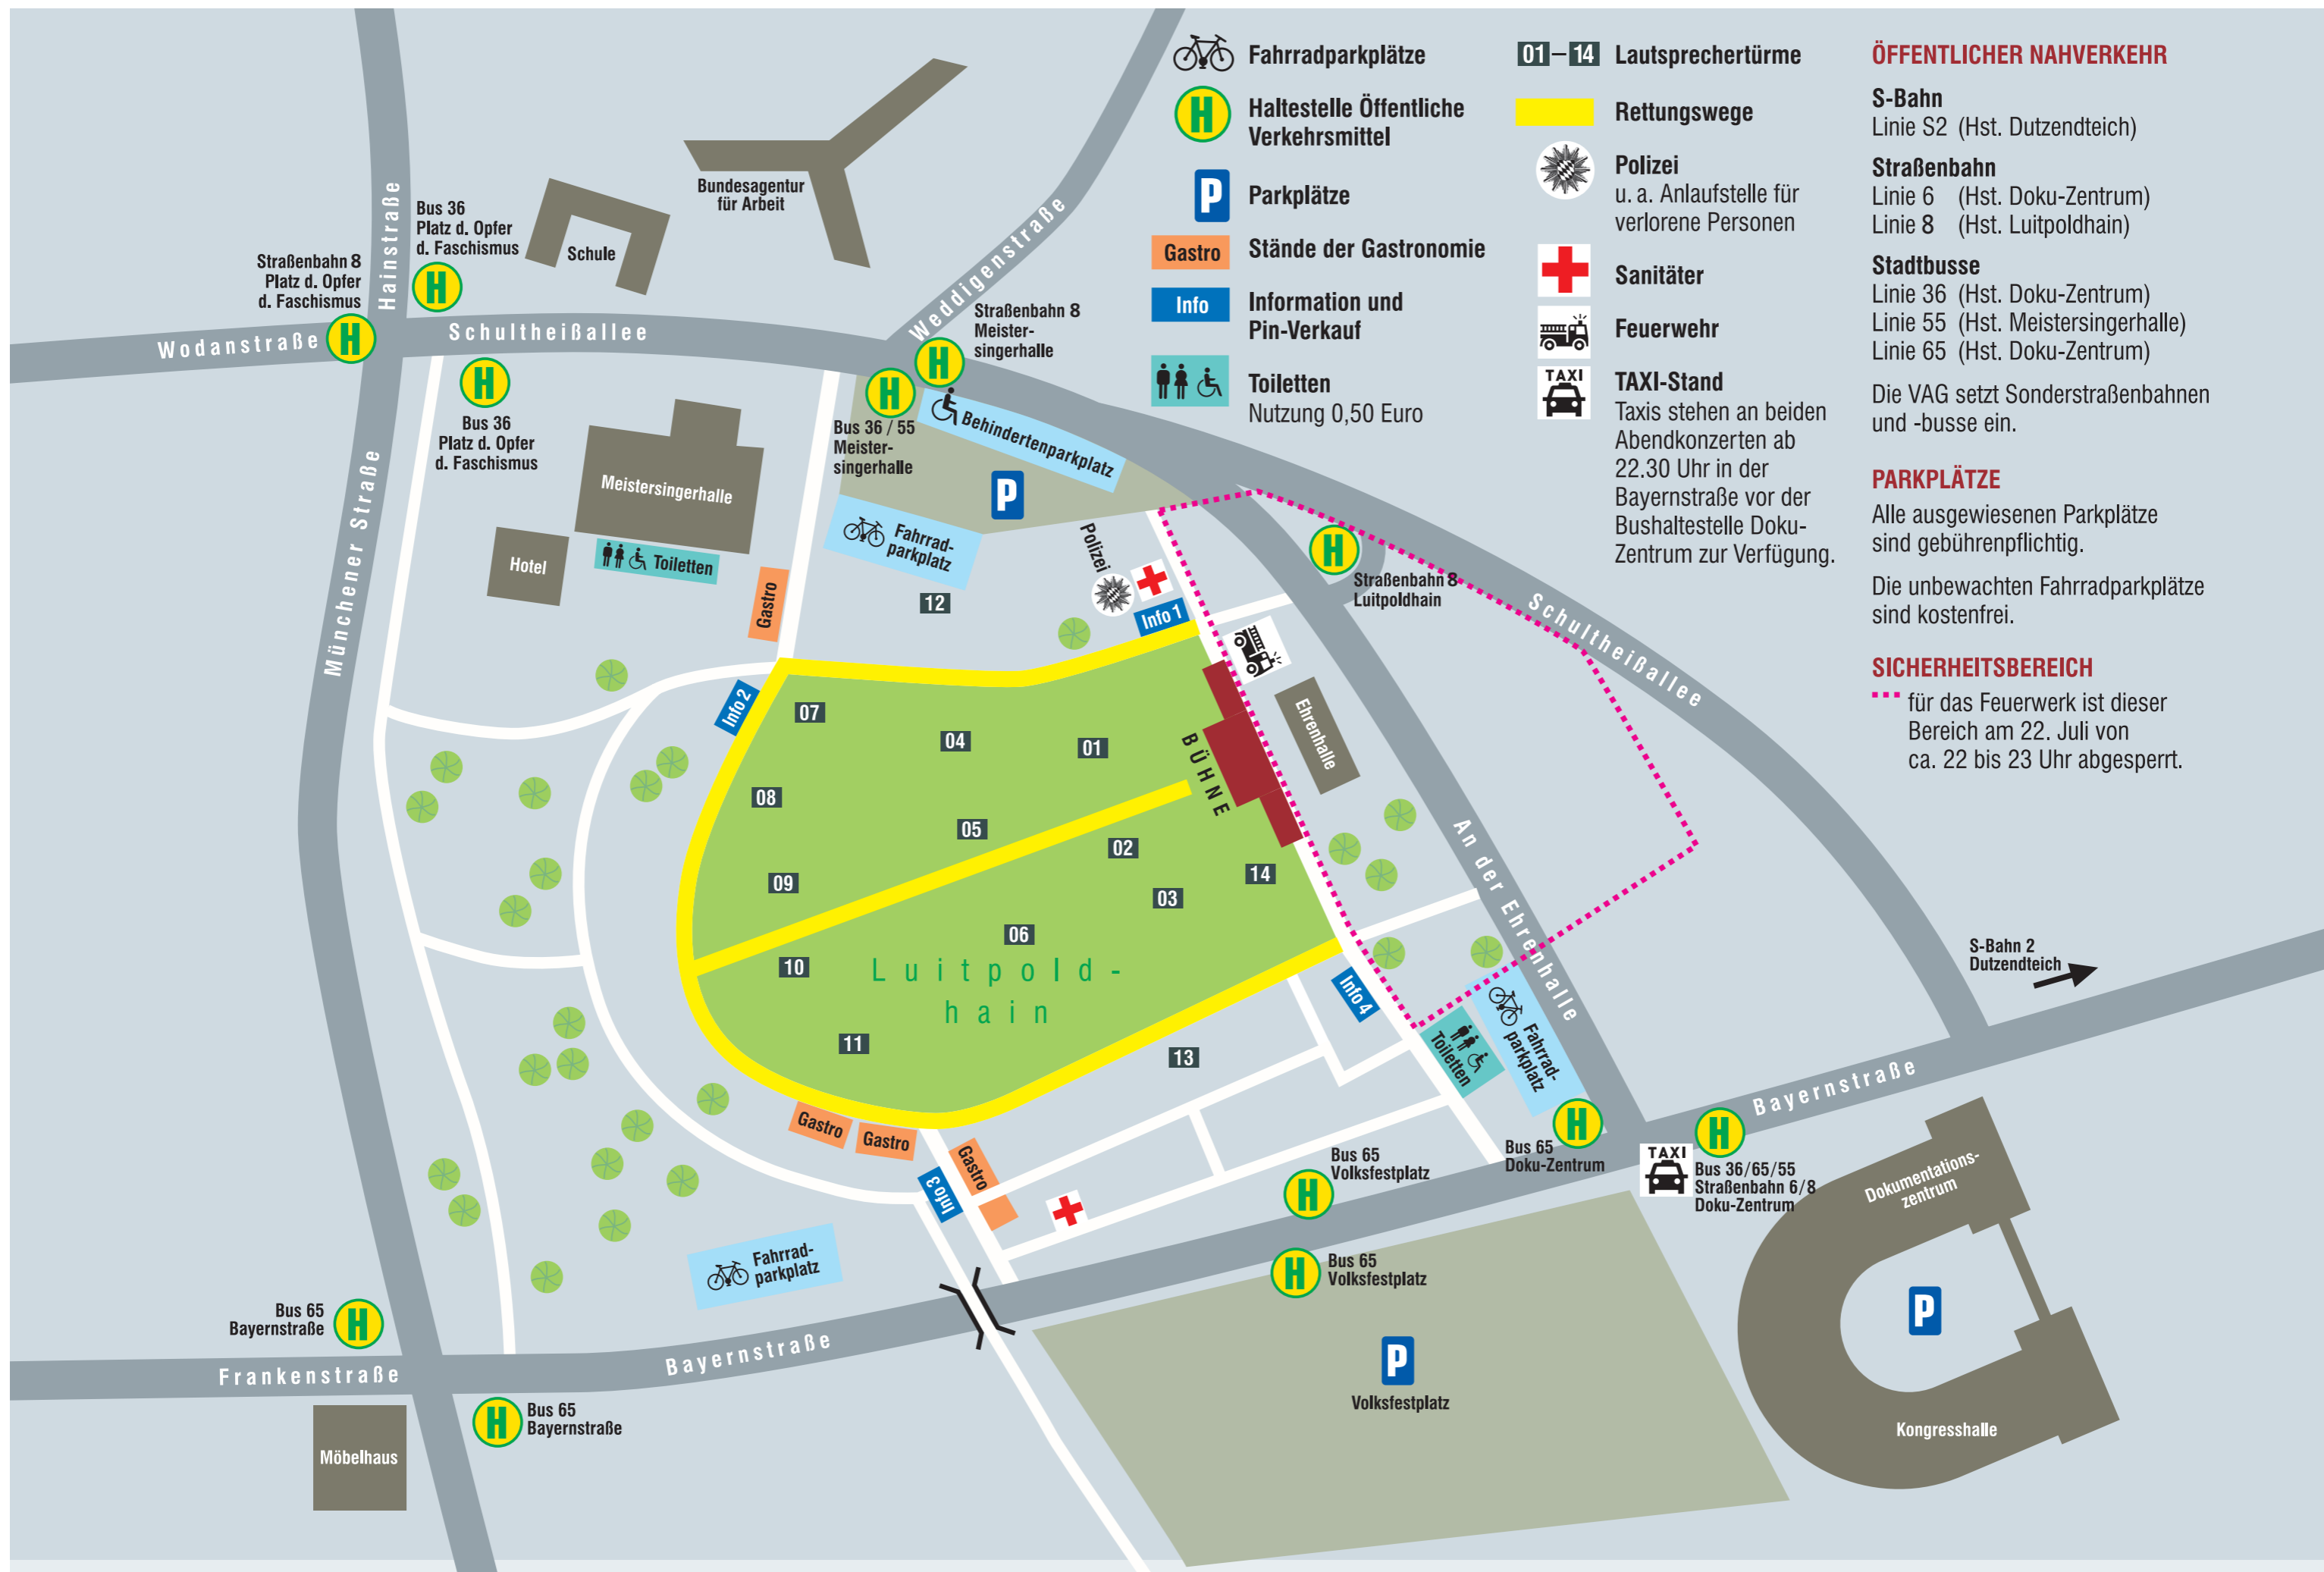 Fahrradparkplätze
H
Haltestelle Öffentliche
Verkehrsmittel
P
Parkplätze
Gastro
Stände der Gastronomie
Info
Information und
Pin-Verkauf
Toiletten
Nutzung 0,50 Euro
01–14 Lautsprechertürme
Rettungswege
Polizei
u. a. Anlaufstelle für
verlorene Personen
Sanitäter
Feuerwehr
TAXI
TAXI-Stand
Taxis stehen an beiden
Abendkonzerten ab
22.30 Uhr in der
Bayernstraße vor der
Bushaltestelle Doku-
Zentrum zur Verfügung.
ÖFFENTLICHER NAHVERKEHR
S-Bahn
Linie S2 (Hst. Dutzendteich)
Straßenbahn
Linie 6 (Hst. Doku-Zentrum)
Linie 8 (Hst. Luitpoldhain)
Stadtbusse
Linie 36 (Hst. Doku-Zentrum)
Linie 55 (Hst. Meistersingerhalle)
Linie 65 (Hst. Doku-Zentrum)
Die VAG setzt Sonderstraßenbahnen
und -busse ein.
PARKPLÄTZE
Alle ausgewiesenen Parkplätze
sind gebührenpflichtig.
Die unbewachten Fahrradparkplätze
sind kostenfrei.
SICHERHEITSBEREICH
für das Feuerwerk ist dieser
Bereich am 22. Juli von
ca. 22 bis 23 Uhr abgesperrt.
Bundesagentur
für Arbeit
Schule
Hainstraße
Bus 36
Platz d. Opfer
d. Faschismus
H
Straßenbahn 8
Platz d. Opfer
d. Faschismus
H
Wodanstraße
Schultheißallee
Weddigenstraße
H
Bus 36
Platz d. Opfer
d. Faschismus
Straßenbahn 8
Meister-
singerhalle
H
H
Bus 36 / 55
Meister-
singerhalle
Behindertenparkplatz
P
Münchener Straße
Meistersingerhalle
Hotel
Toiletten
Gastro
Fahrrad-
parkplatz
12
Polizei
Info 1
H
Straßenbahn 8
Luitpoldhain
Schultheißallee
Info 2
07
04
01
08
05
02
09
03
14
06
10
11
13
BÜHNE
Ehrenhalle
An der Ehrenhalle
Luitpold-
hain
Info 4
Toiletten
Fahrrad-
parkplatz
S-Bahn 2
Dutzendteich
Bayernstraße
Gastro
Gastro
Gastro
Info 3
Fahrrad-
parkplatz
Bus 65
Volksfestplatz
H
H
Bus 65
Volksfestplatz
H
Bus 65
Doku-Zentrum
TAXI
H
Bus 36/65/55
Straßenbahn 6/8
Doku-Zentrum
Dokumentations-
zentrum
P
Kongresshalle
P
Volksfestplatz
Bus 65
Bayernstraße
H
Frankenstraße
Bayernstraße
H
Bus 65
Bayernstraße
Möbelhaus